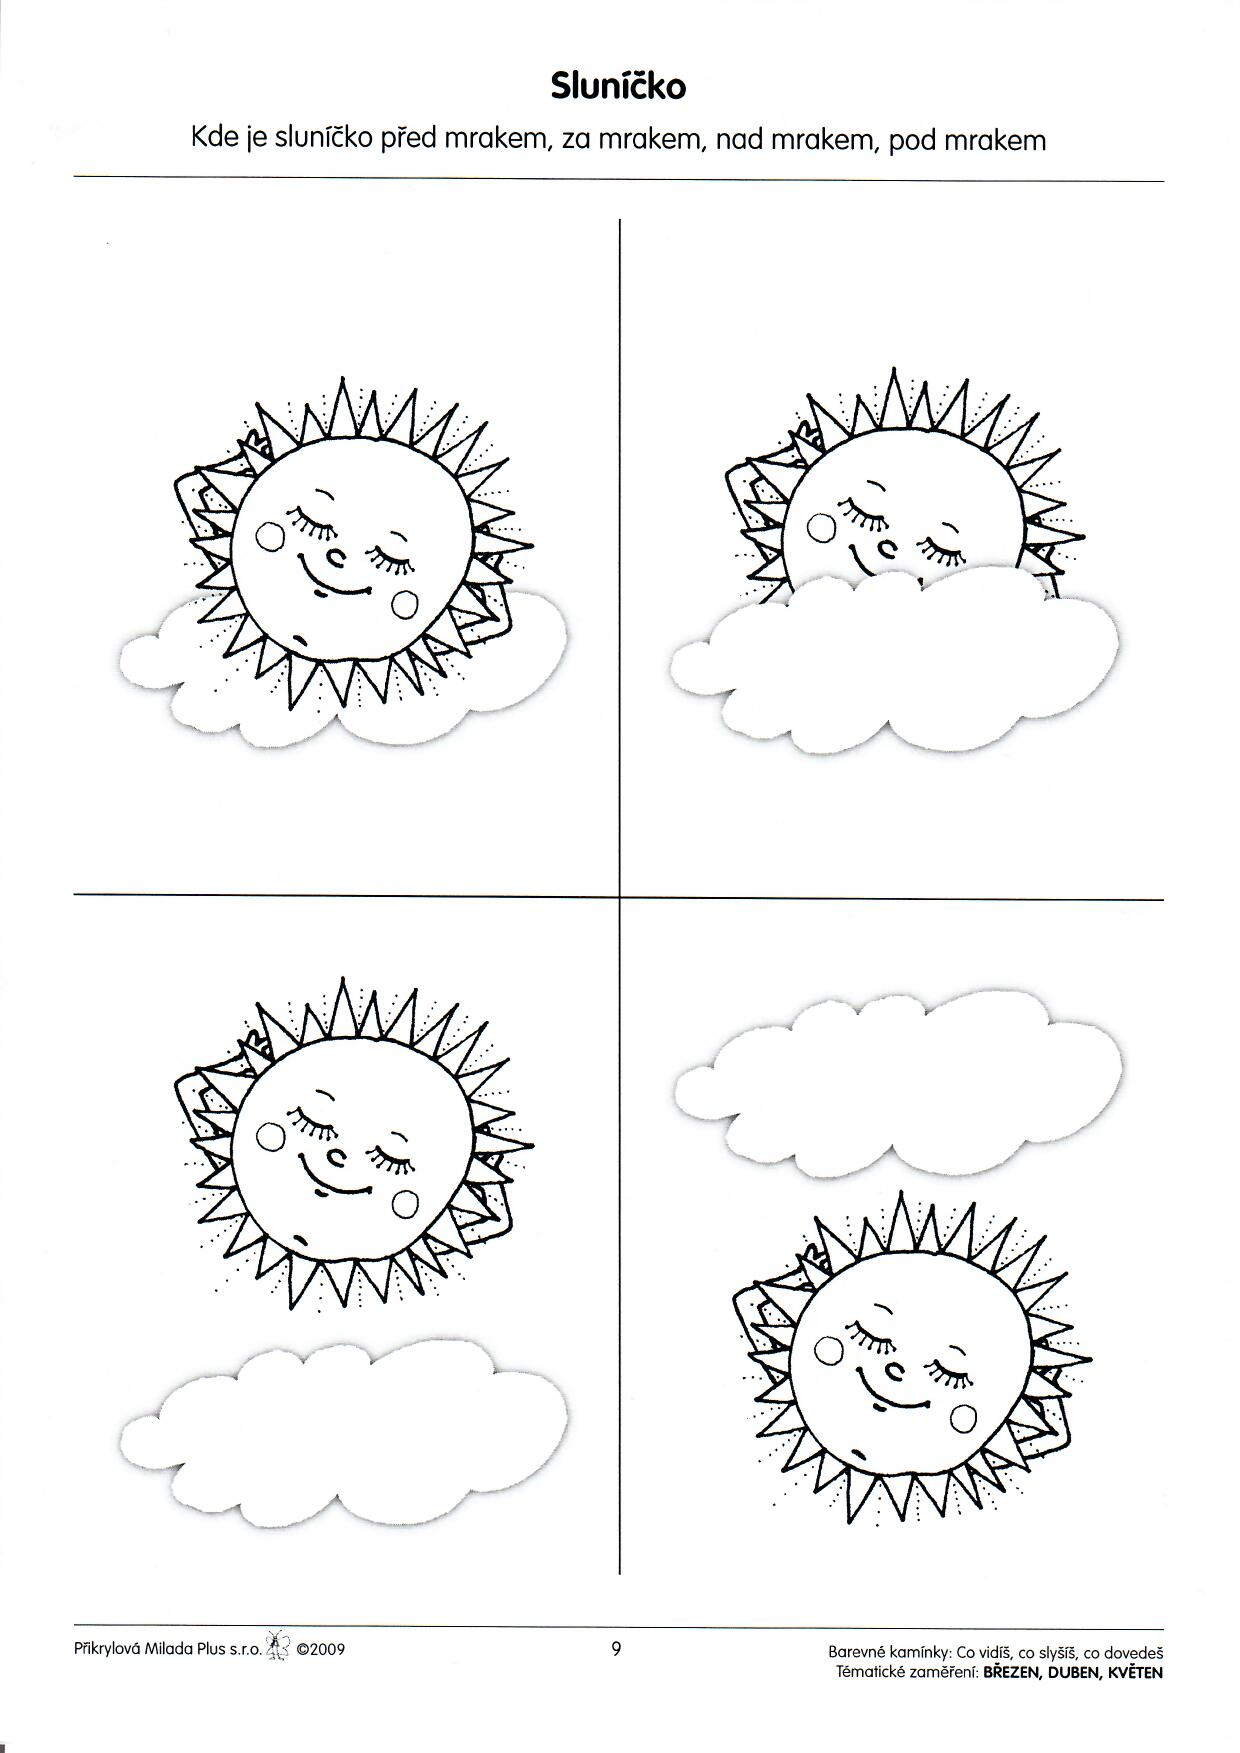 Sluníčko
Kde je sluníčko před mrakem, za mrakem, nad mrakem, pod mrakem
Přikrylová Milada Plus s.r.o. ©2009
9
Barevné kamínky: Co vidíš, co slyšíš, co dovedeš
Tématické zaměření: BŘEZEN, DUBEN, KVĚTEN